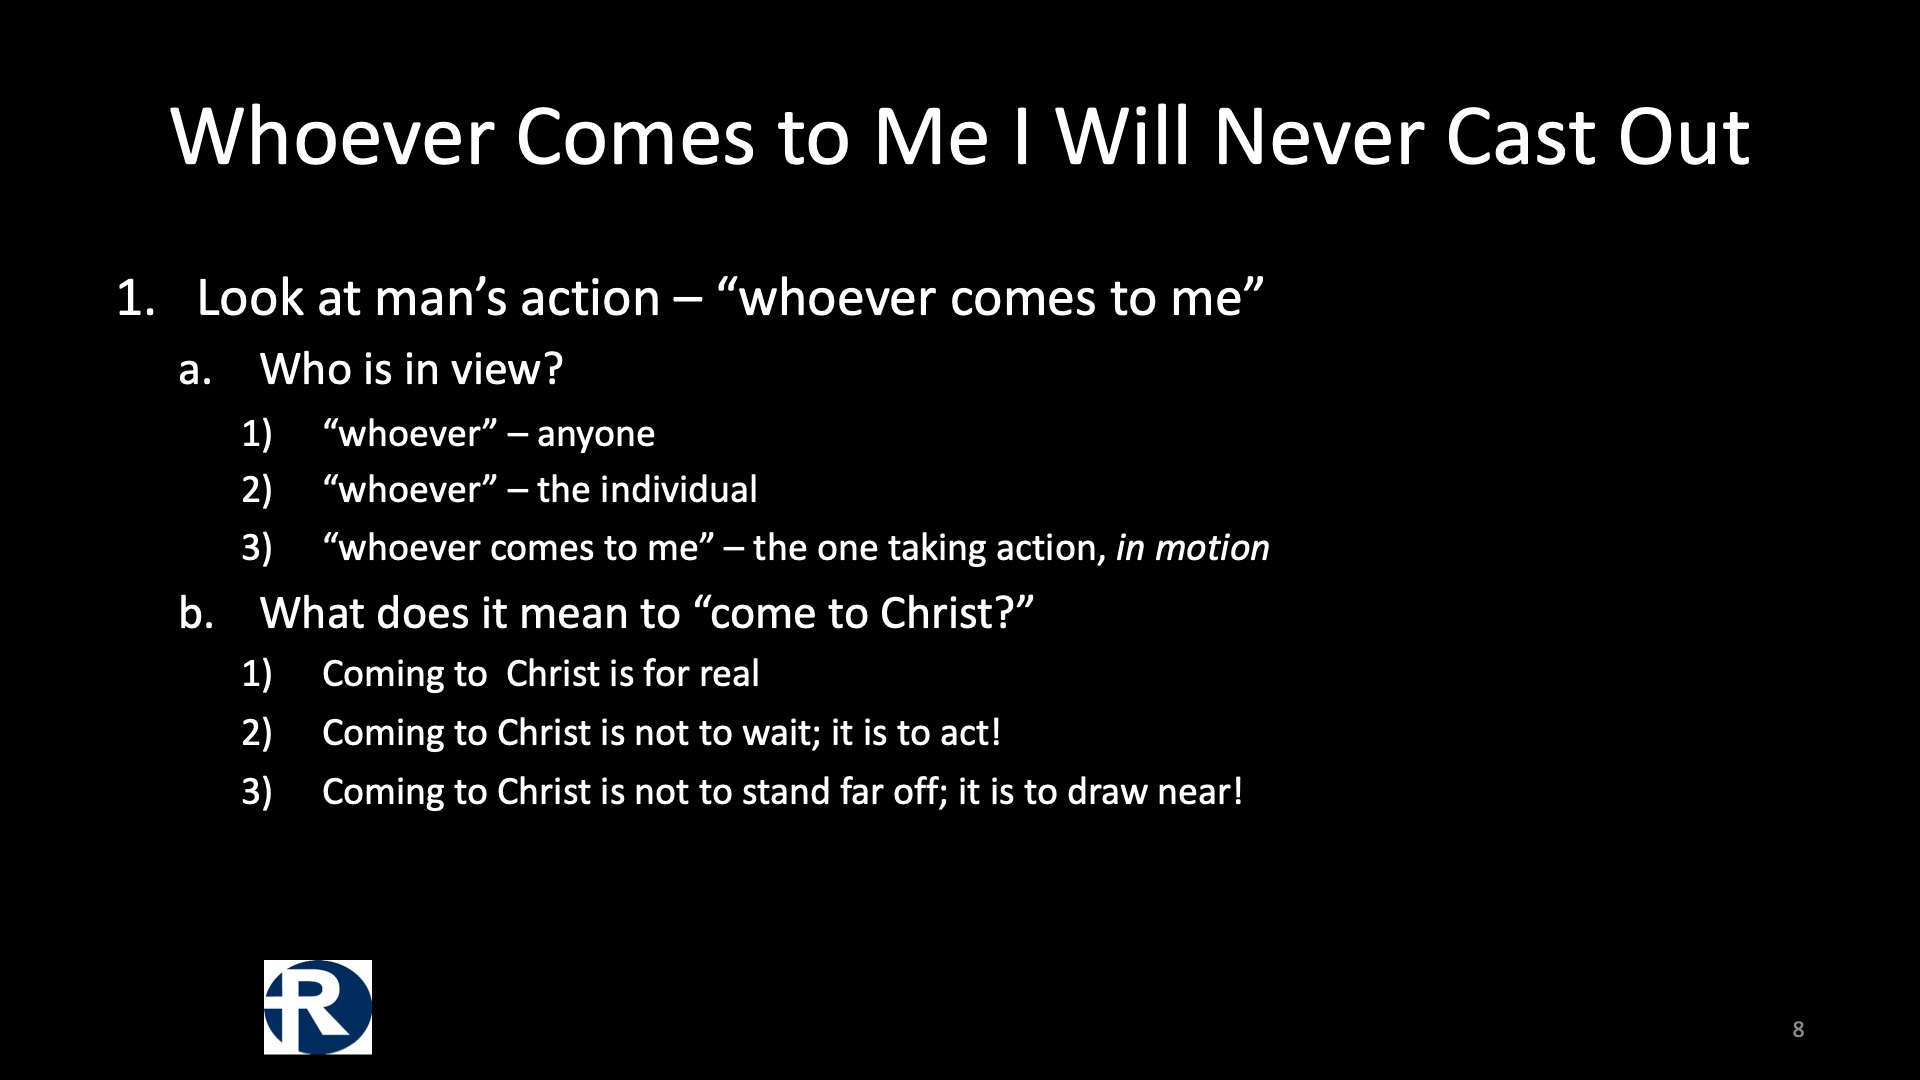 Whoever Comes to Me I Will Never Cast Out
1. Look at man’s action – “whoever comes to me”
a. Who is in view?
1) “whoever” – anyone
2) “whoever” – the individual
3) “whoever comes to me” – the one taking action, in motion
b. What does it mean to “come to Christ?”
1) Coming to  Christ is for real
2) Coming to Christ is not to wait; it is to act!
3) Coming to Christ is not to stand far off; it is to draw near!
R
8